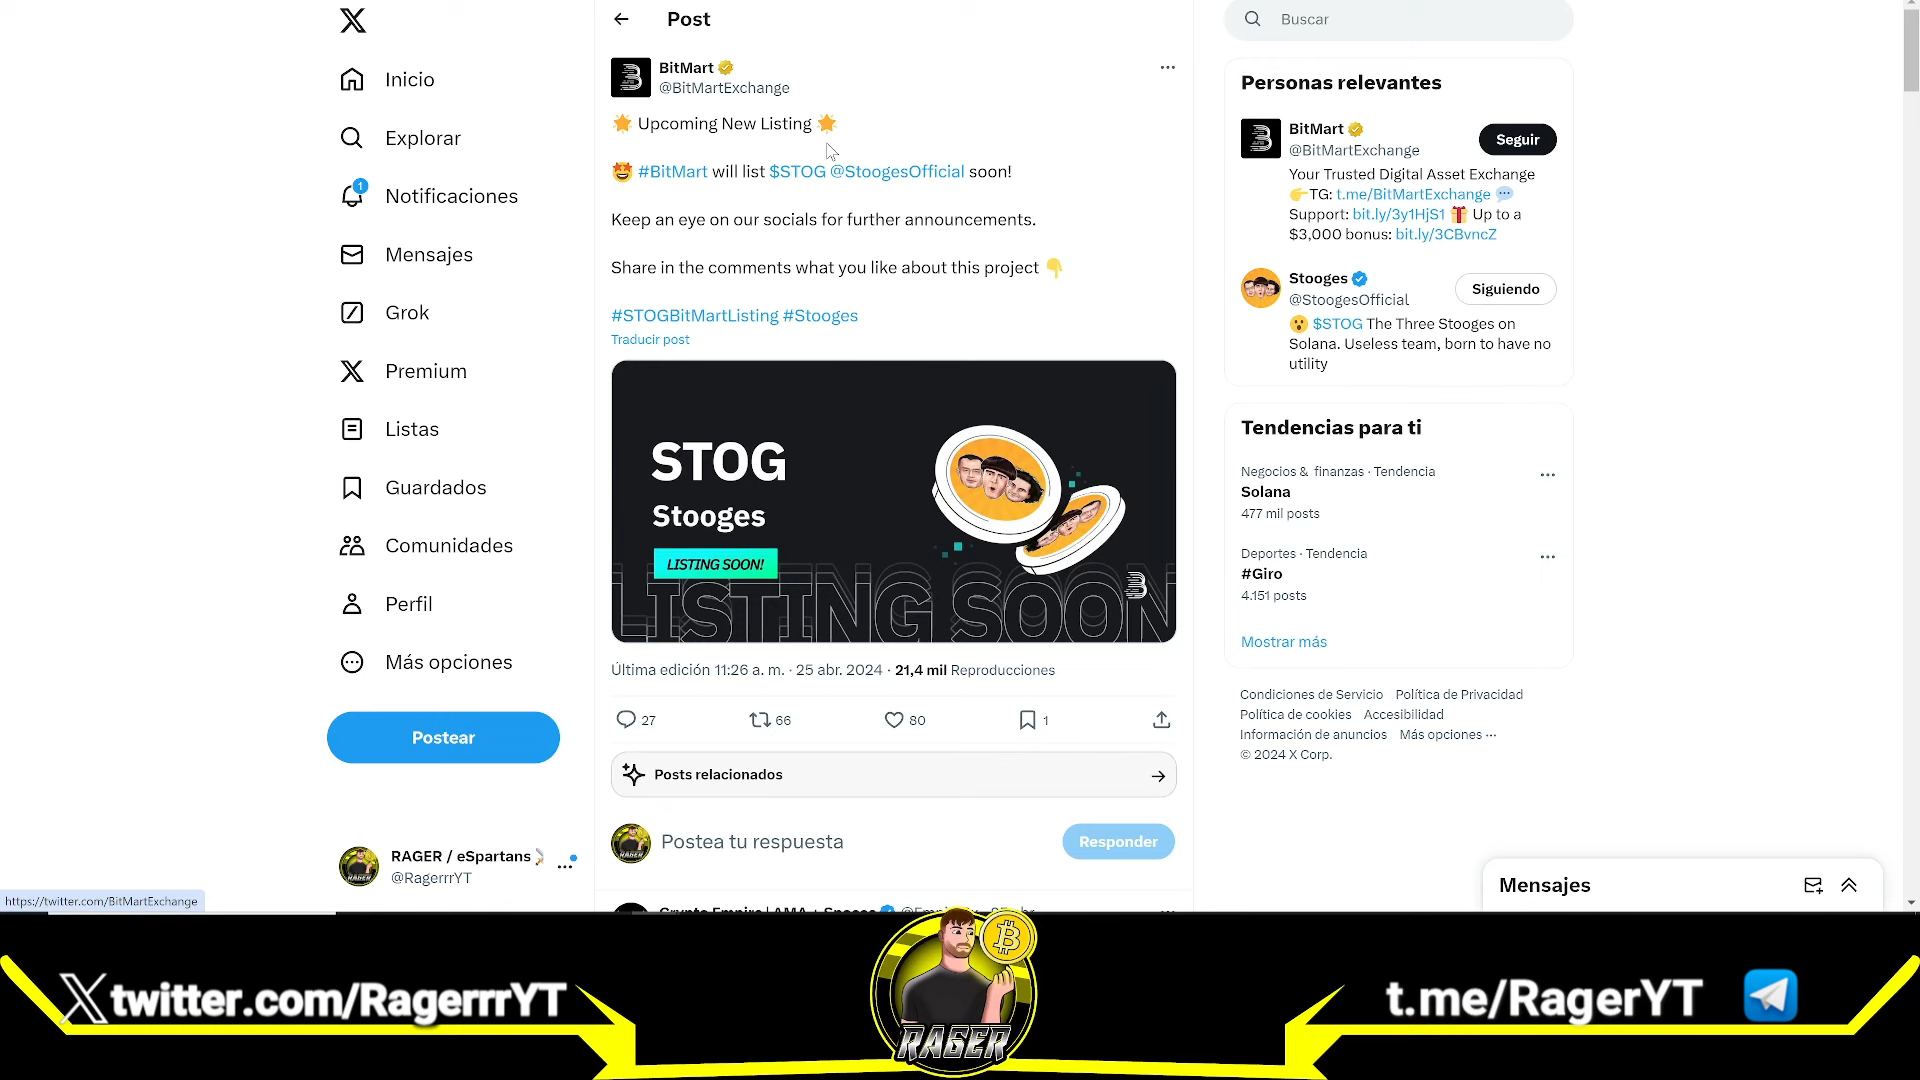 Inicio
Explorar
1
Notificaciones
Mensajes
Grok
Premium
Listas
Guardados
Comunidades
Perfil
Más opciones
Postear
RAGER / eSpartans
@RagerrrYT
https://twitter.com/BitMartExchange
Post
BitMart
@BitMartExchange
🌟 Upcoming New Listing 🌟
🤩 #BitMart will list $STOG @StoogesOfficial soon!
Keep an eye on our socials for further announcements.
Share in the comments what you like about this project 👇
#STOGBitMartListing #Stooges
Traducir post
STOG
Stooges
LISTING SOON!
LISTING SOON
Última edición 11:26 a. m. · 25 abr. 2024 · 21,4 mil Reproducciones
27
66
80
1
Posts relacionados
Postea tu respuesta
Responder
Buscar
Personas relevantes
BitMart
Seguir
@BitMartExchange
Your Trusted Digital Asset Exchange
👉TG: t.me/BitMartExchange 💬
Support: bit.ly/3y1HjS1 🎁 Up to a
$3,000 bonus: bit.ly/3CBvncZ
Stooges
Siguiendo
@StoogesOfficial
😮 $STOG The Three Stooges on
Solana. Useless team, born to have no
utility
Tendencias para ti
Negocios & finanzas · Tendencia
Solana
477 mil posts
Deportes · Tendencia
#Giro
4.151 posts
Mostrar más
Condiciones de Servicio Política de Privacidad
Política de cookies Accesibilidad
Información de anuncios Más opciones ···
© 2024 X Corp.
Mensajes
twitter.com/RagerrrYT
RAGER
t.me/RagerYT